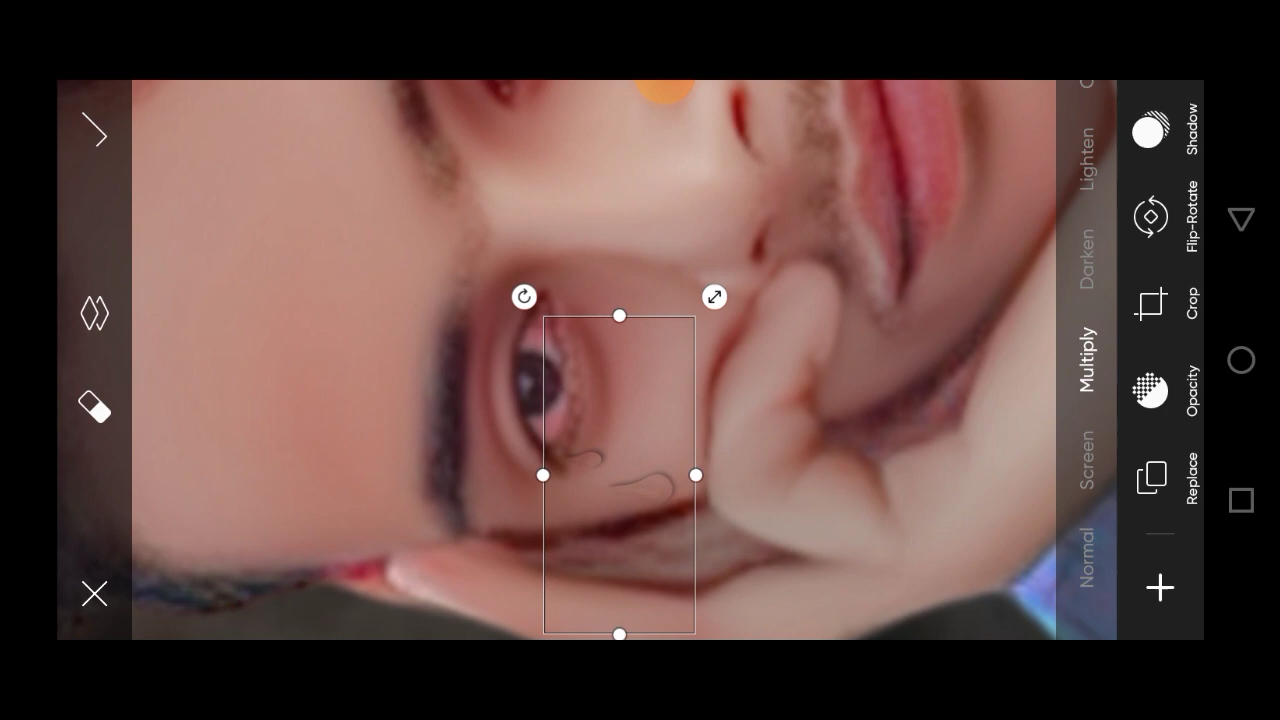 Normal
Screen
Multiply
Darken
Lighten
Replace
Opacity
Crop
Flip-Rotate
Shadow